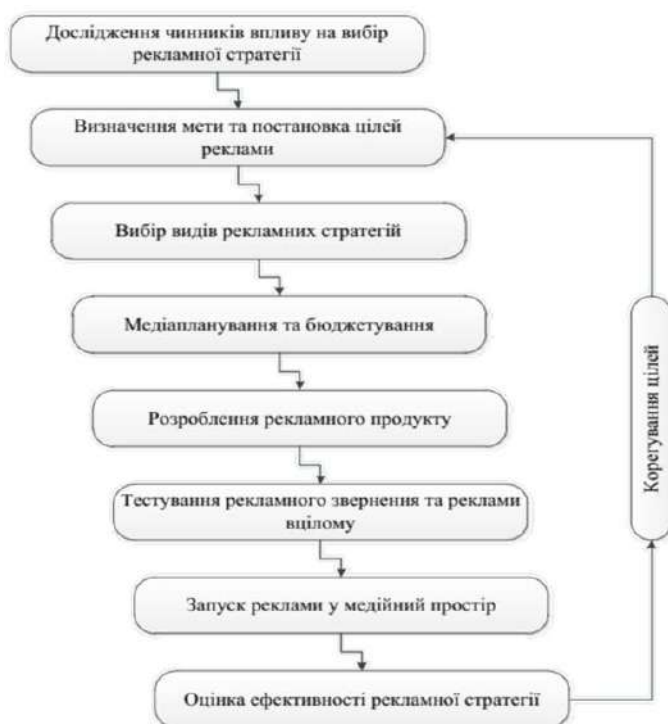 Дослідження чинників впливу на вибір
рекламної стратегії
Визначення мети та постановка цілей
реклами
Вибір видів рекламних стратегій
Медіапланування та бюджетування
Розроблення рекламного продукту
Тестування рекламного звернення та реклами
вцілому
Запуск реклами у медійний простір
Оцінка ефективності рекламної стратегії
Корегування цілей